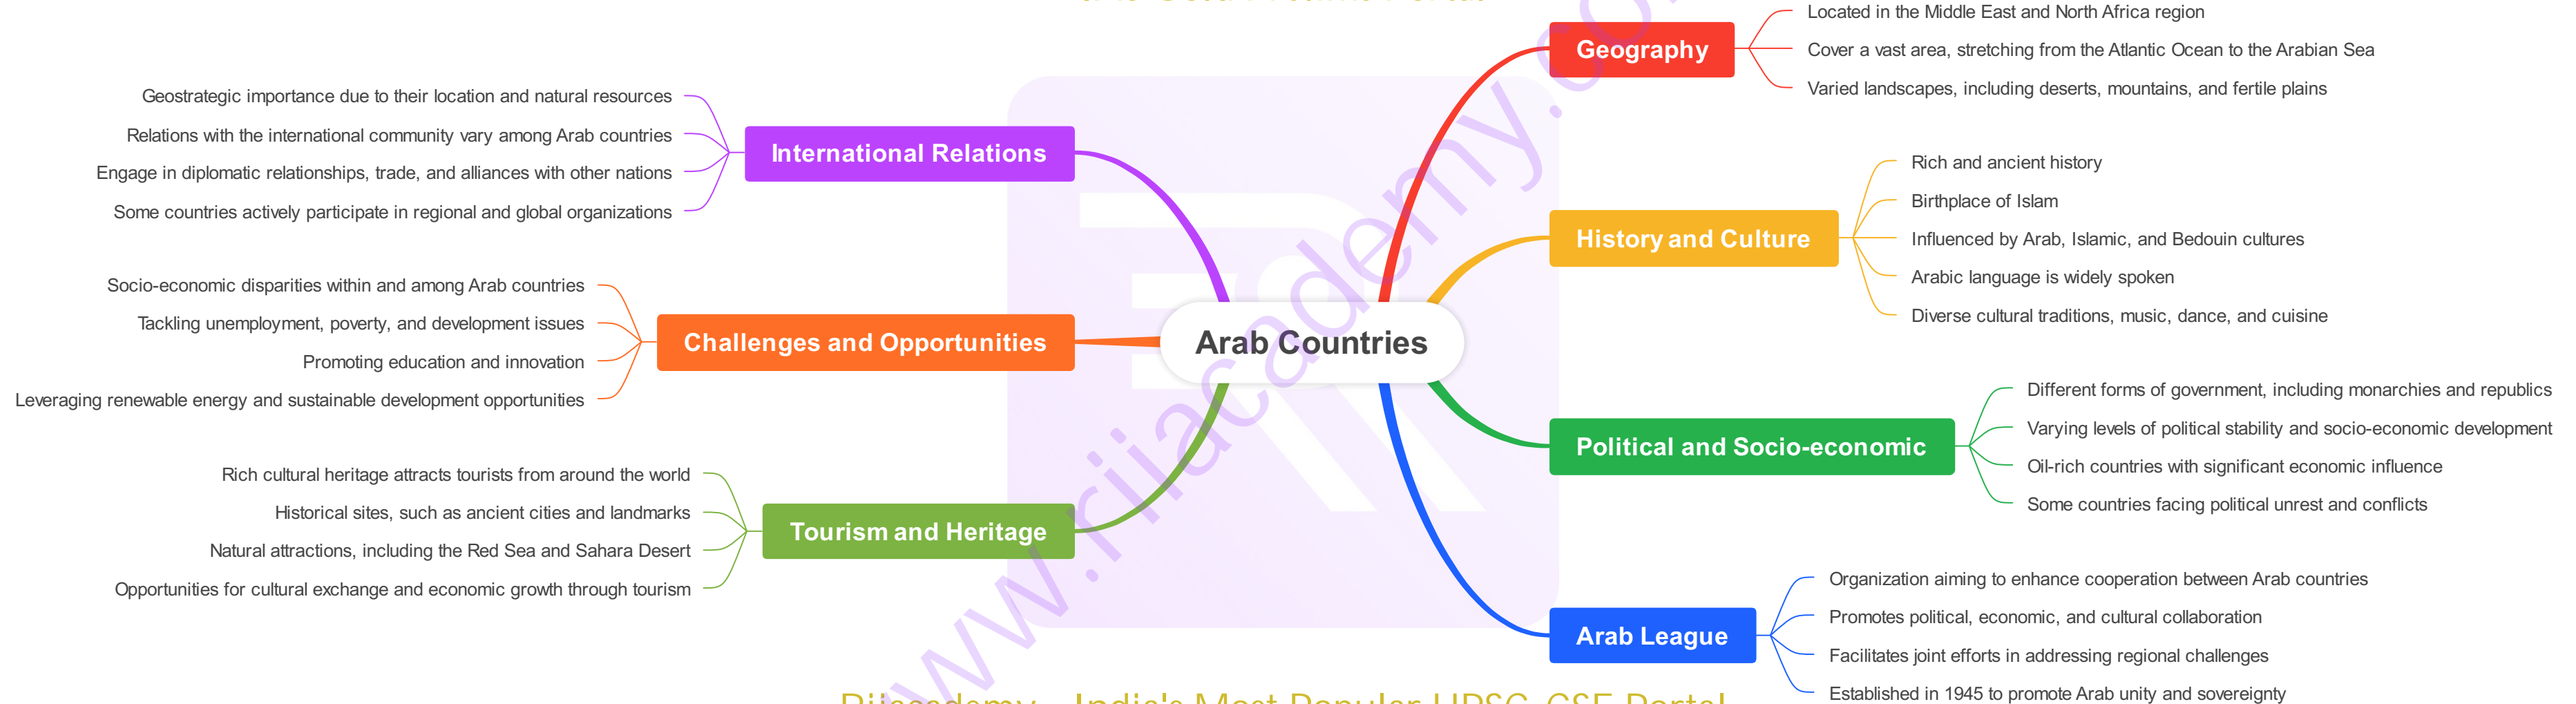 Arab Countries
Geography
Located in the Middle East and North Africa region
Cover a vast area, stretching from the Atlantic Ocean to the Arabian Sea
Varied landscapes, including deserts, mountains, and fertile plains
History and Culture
Rich and ancient history
Birthplace of Islam
Influenced by Arab, Islamic, and Bedouin cultures
Arabic language is widely spoken
Diverse cultural traditions, music, dance, and cuisine
Political and Socio-economic
Different forms of government, including monarchies and republics
Varying levels of political stability and socio-economic development
Oil-rich countries with significant economic influence
Some countries facing political unrest and conflicts
Arab League
Organization aiming to enhance cooperation between Arab countries
Promotes political, economic, and cultural collaboration
Facilitates joint efforts in addressing regional challenges
Established in 1945 to promote Arab unity and sovereignty
International Relations
Geostrategic importance due to their location and natural resources
Relations with the international community vary among Arab countries
Engage in diplomatic relationships, trade, and alliances with other nations
Some countries actively participate in regional and global organizations
Challenges and Opportunities
Socio-economic disparities within and among Arab countries
Tackling unemployment, poverty, and development issues
Promoting education and innovation
Leveraging renewable energy and sustainable development opportunities
Tourism and Heritage
Rich cultural heritage attracts tourists from around the world
Historical sites, such as ancient cities and landmarks
Natural attractions, including the Red Sea and Sahara Desert
Opportunities for cultural exchange and economic growth through tourism
www.rijacademy.co
India's Most Popular UPSC-CSE Portal